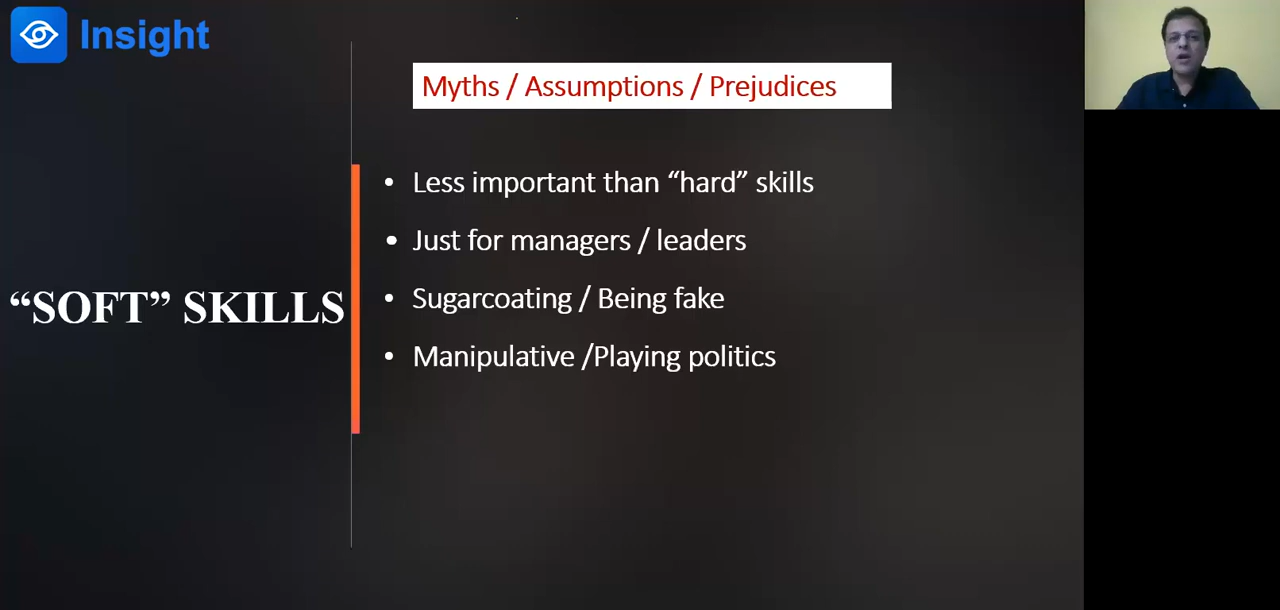 Insight
Myths / Assumptions / Prejudices
• Less important than “hard” skills
• Just for managers / leaders
• Sugarcoating / Being fake
• Manipulative /Playing politics
“SOFT” SKILLS